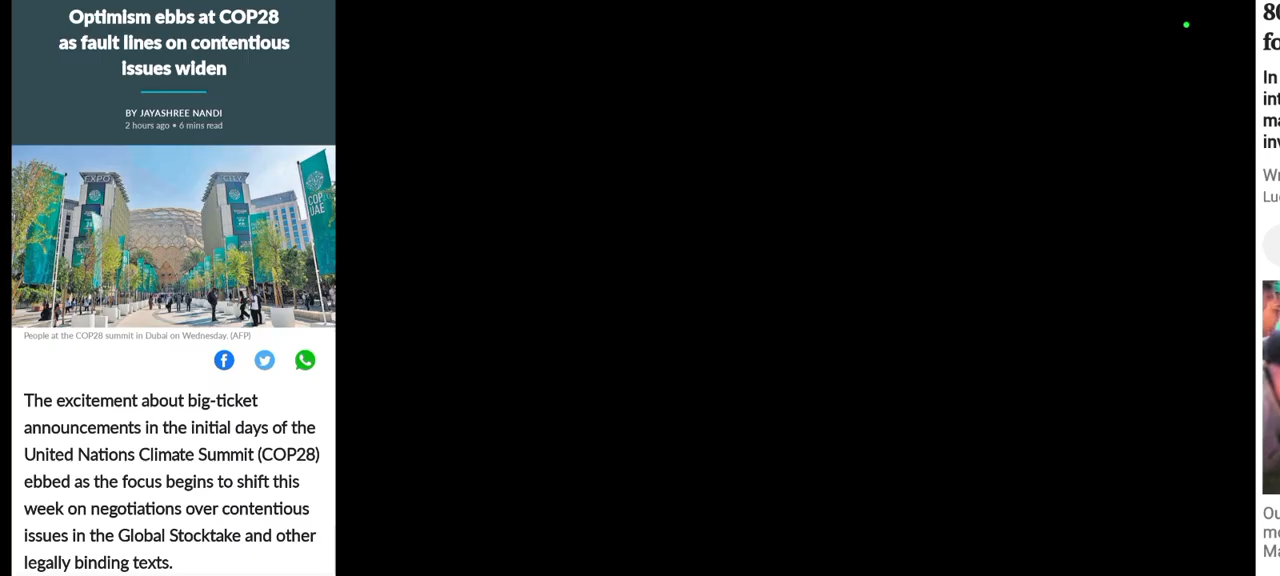 Optimism ebbs at COP28
as fault lines on contentious
issues widen
BY JAYASHREE NANDI
2 hours ago • 6 mins read
EXPO
CITY
COP28
UAE
People at the COP28 summit in Dubai on Wednesday. (AFP)
The excitement about big-ticket
announcements in the initial days of the
United Nations Climate Summit (COP28)
ebbed as the focus begins to shift this
week on negotiations over contentious
issues in the Global Stocktake and other
legally binding texts.
In